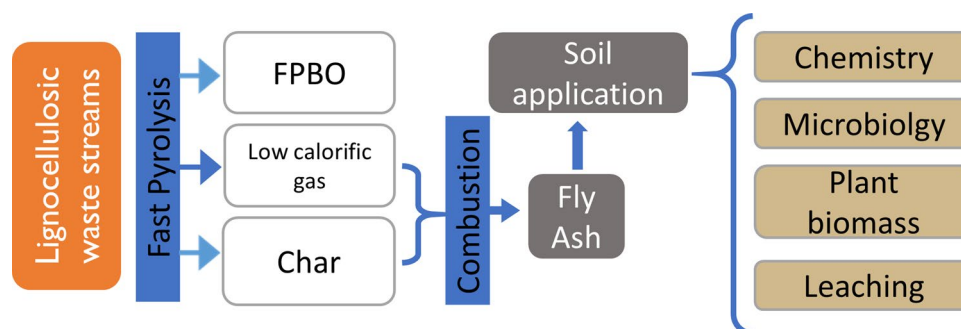 Lignocellulosic
waste streams
Fast Pyrolysis
FPBO
Low calorific
gas
Char
Combustion
Fly
Ash
Soil
application
Chemistry
Microbiolgy
Plant
biomass
Leaching